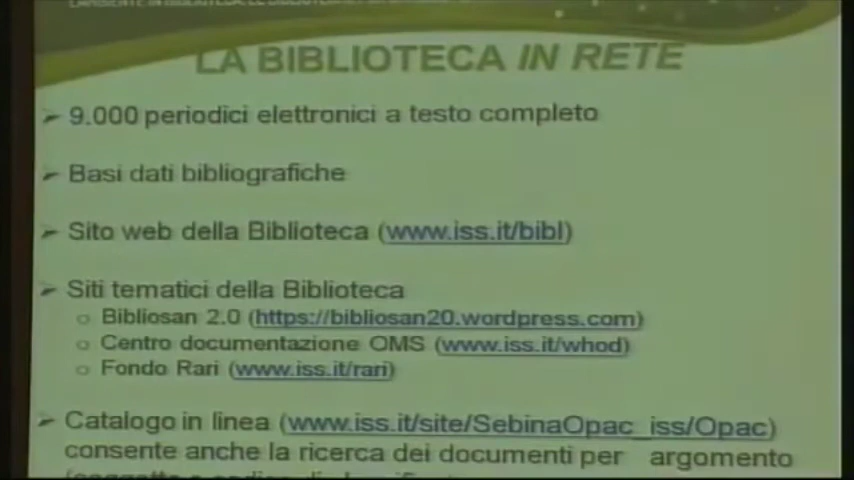 LA BIBLIOTECA IN RETE
➢ 9.000 periodici elettronici a testo completo
➢ Basi dati bibliografiche
➢ Sito web della Biblioteca (www.iss.it/bibl)
➢ Siti tematici della Biblioteca
o Bibliosan 2.0 (https://bibliosan20.wordpress.com)
o Centro documentazione OMS (www.iss.it/whod)
o Fondo Rari (www.iss.it/rari)
➢ Catalogo in linea (www.iss.it/site/SebinaOpac_iss/Opac)
consente anche la ricerca dei documenti per argomento